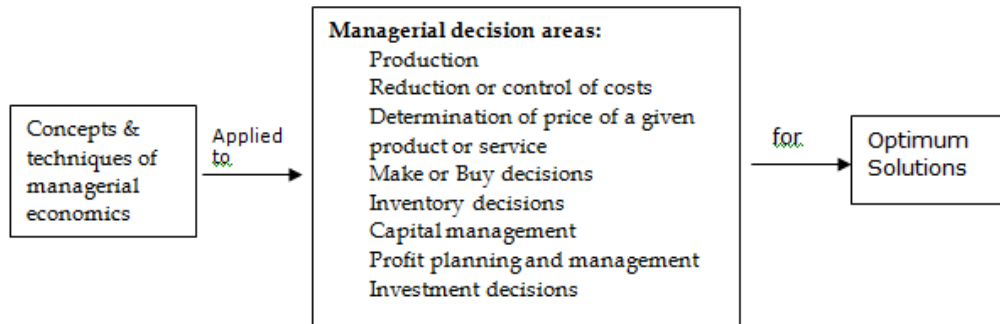 Concepts &
techniques of
managerial
economics
Applied
to
Managerial decision areas:
Production
Reduction or control of costs
Determination of price of a given
product or service
Make or Buy decisions
Inventory decisions
Capital management
Profit planning and management
Investment decisions
for
Optimum
Solutions